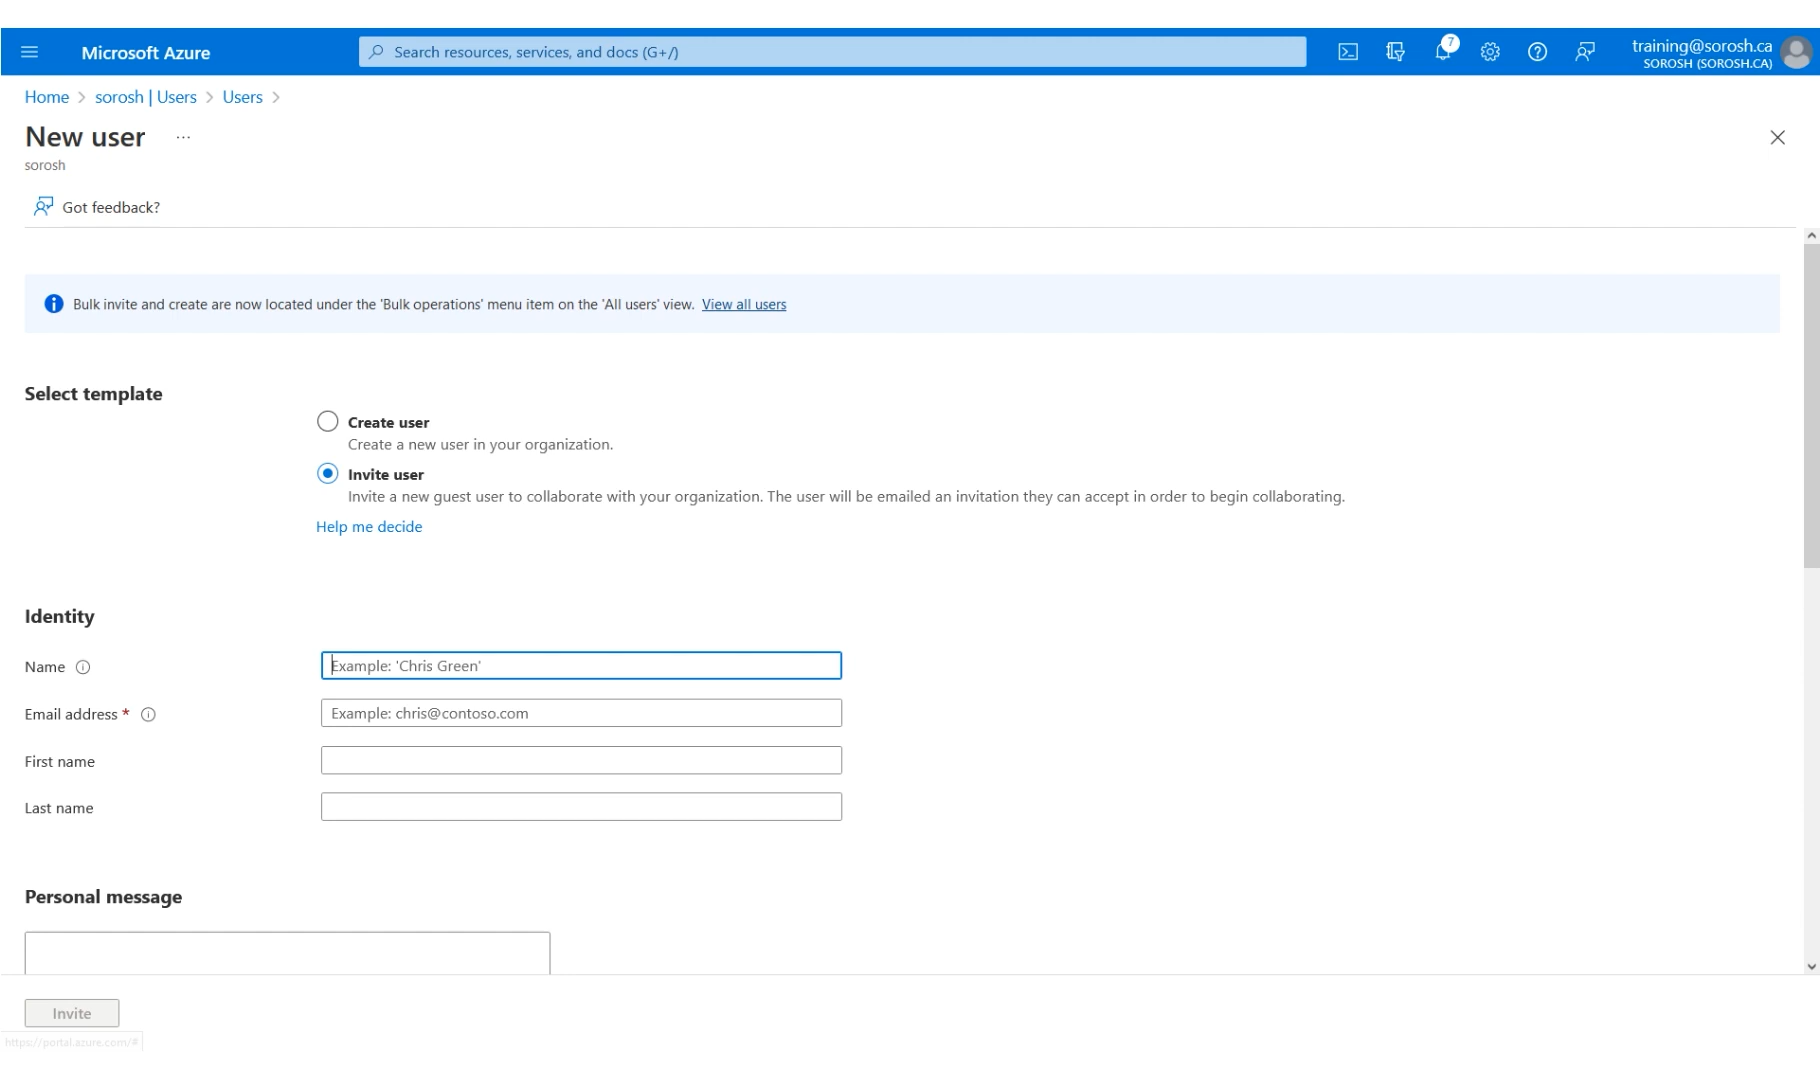 Microsoft Azure
Search resources, services, and docs (G+/)
7
training@sorosh.ca
SOROSH (SOROSH.CA)
Home > sorosh | Users > Users >
New user ...
sorosh
Got feedback?
Bulk invite and create are now located under the 'Bulk operations' menu item on the 'All users' view. View all users
Select template
Create user
Create a new user in your organization.
Invite user
Invite a new guest user to collaborate with your organization. The user will be emailed an invitation they can accept in order to begin collaborating.
Help me decide
Identity
Name
Example: 'Chris Green'
Email address *
Example: chris@contoso.com
First name
Last name
Personal message
Invite
https://portal.azure.com/#